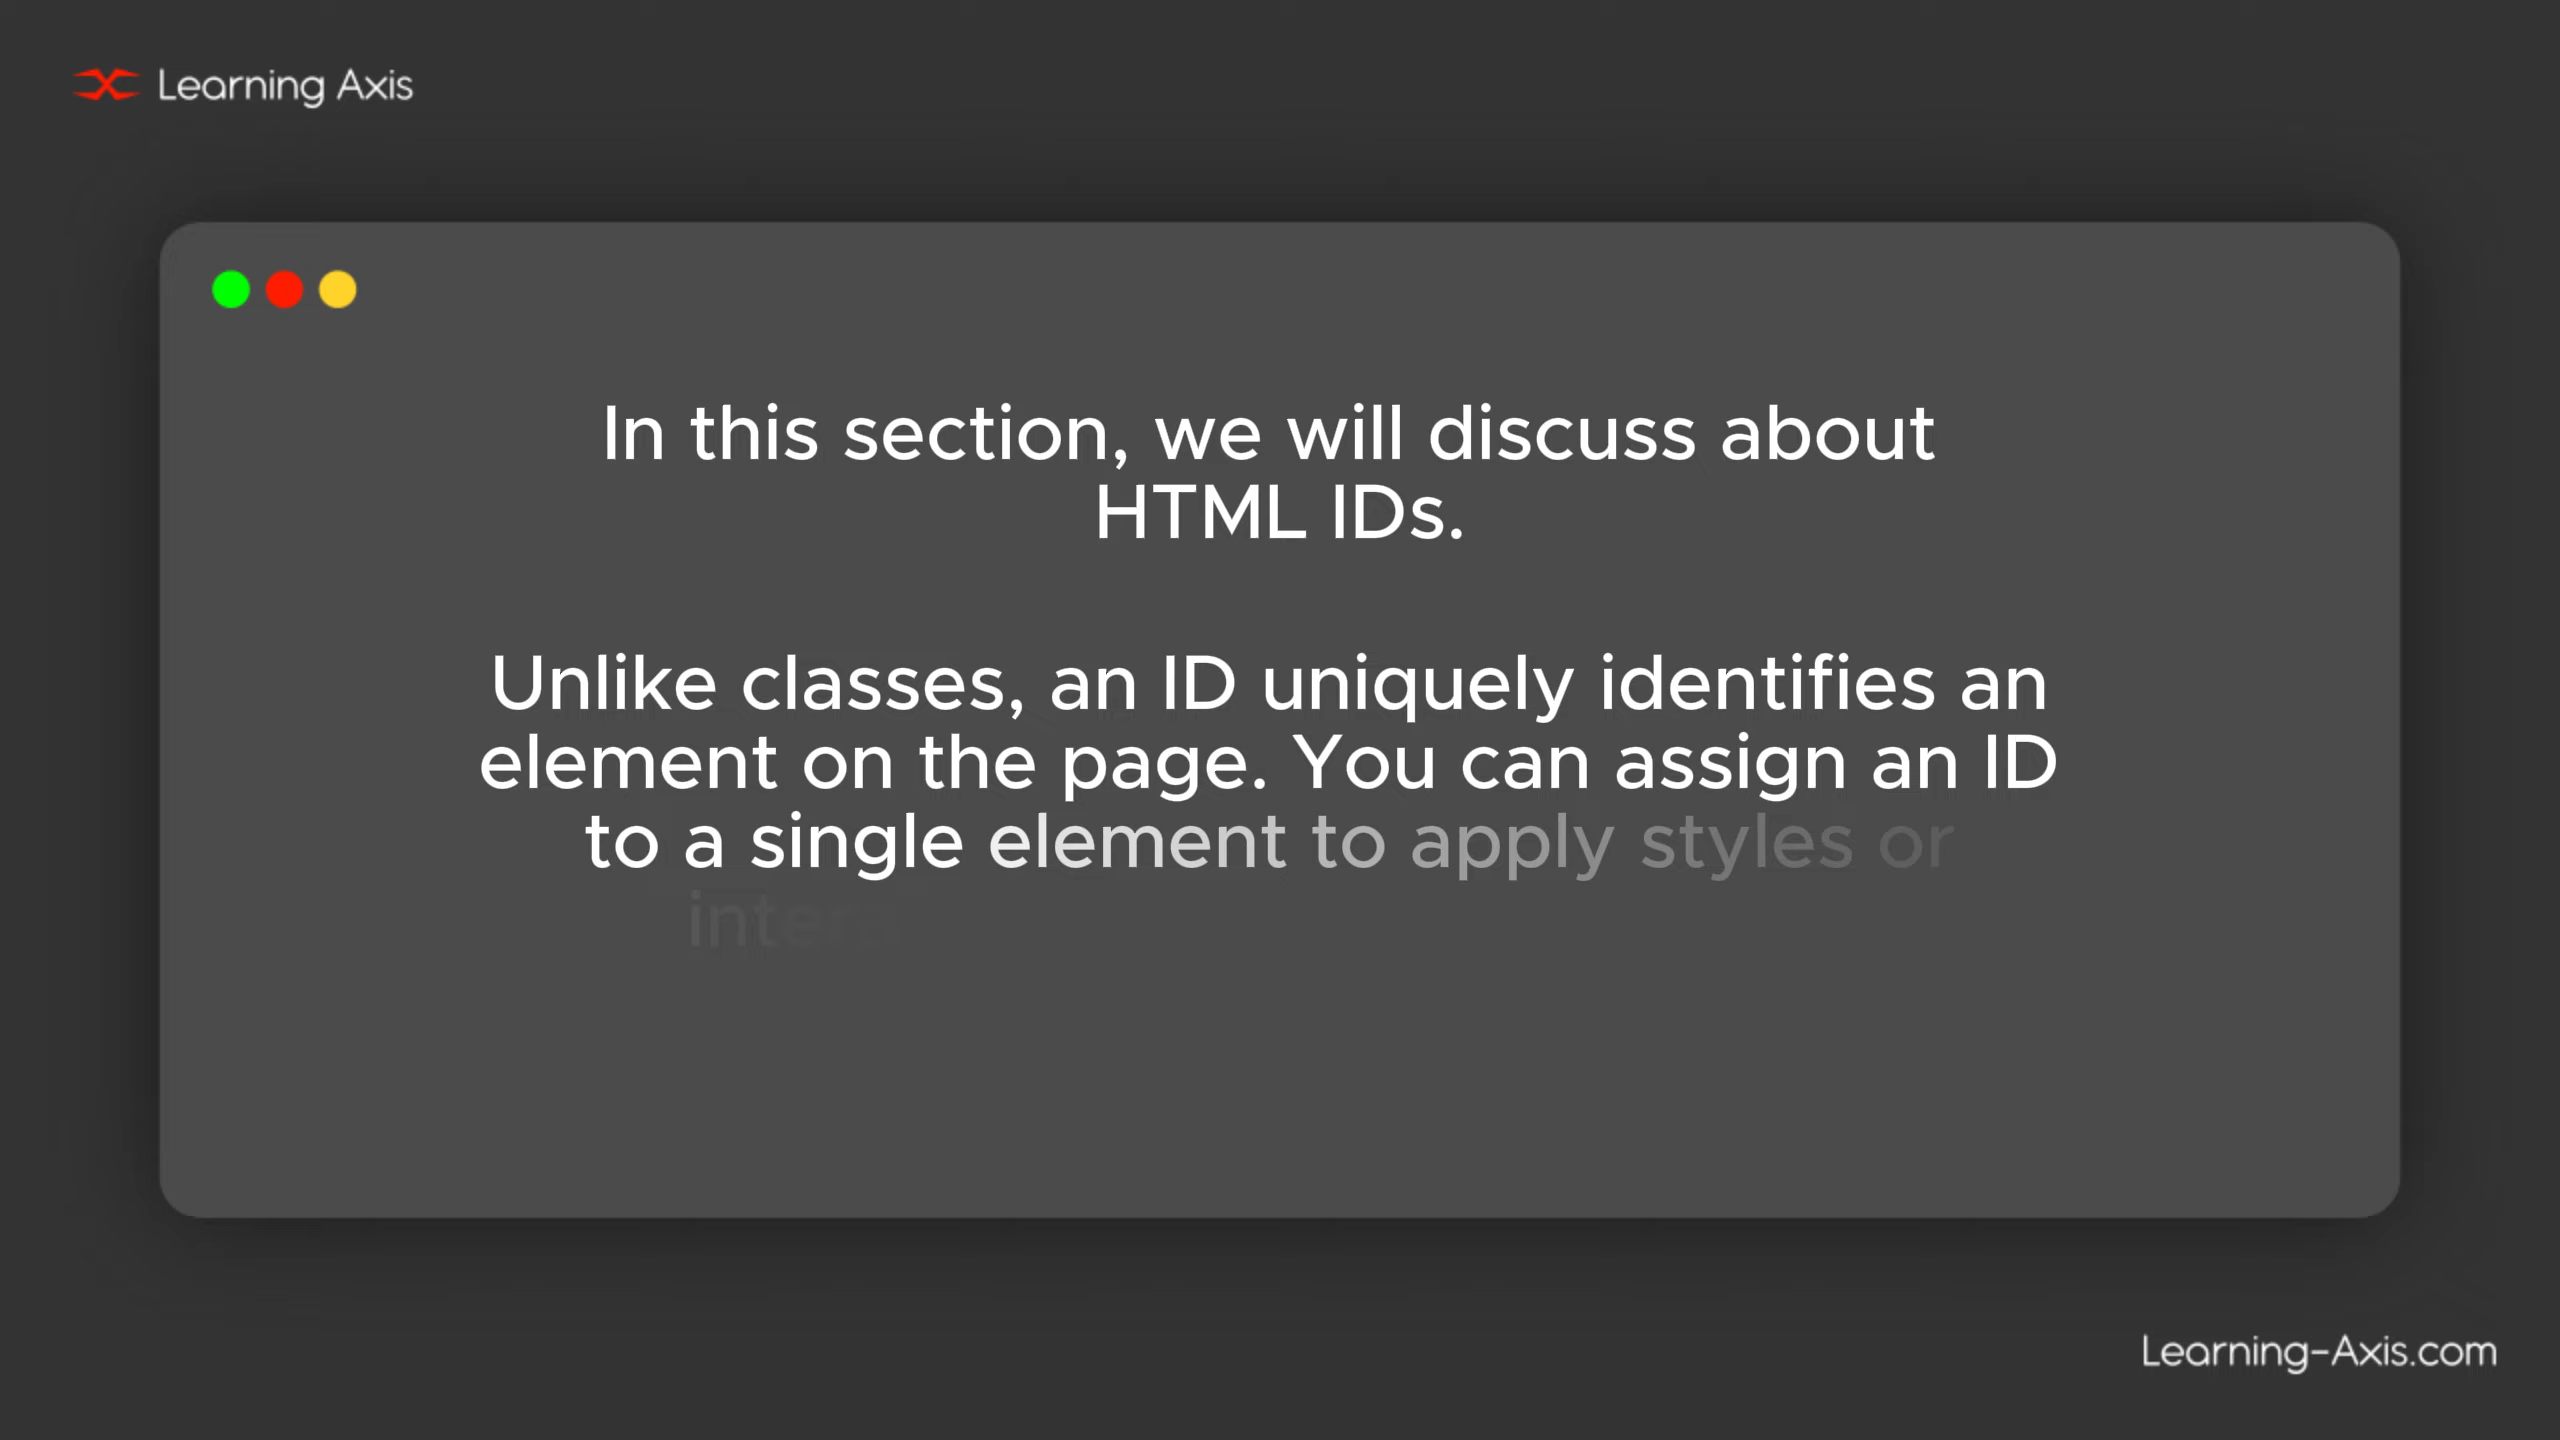 Learning Axis
In this section, we will discuss about
HTML IDs.
Unlike classes, an ID uniquely identifies an
element on the page. You can assign an ID
to a single element to apply styles or
Learning-Axis.com